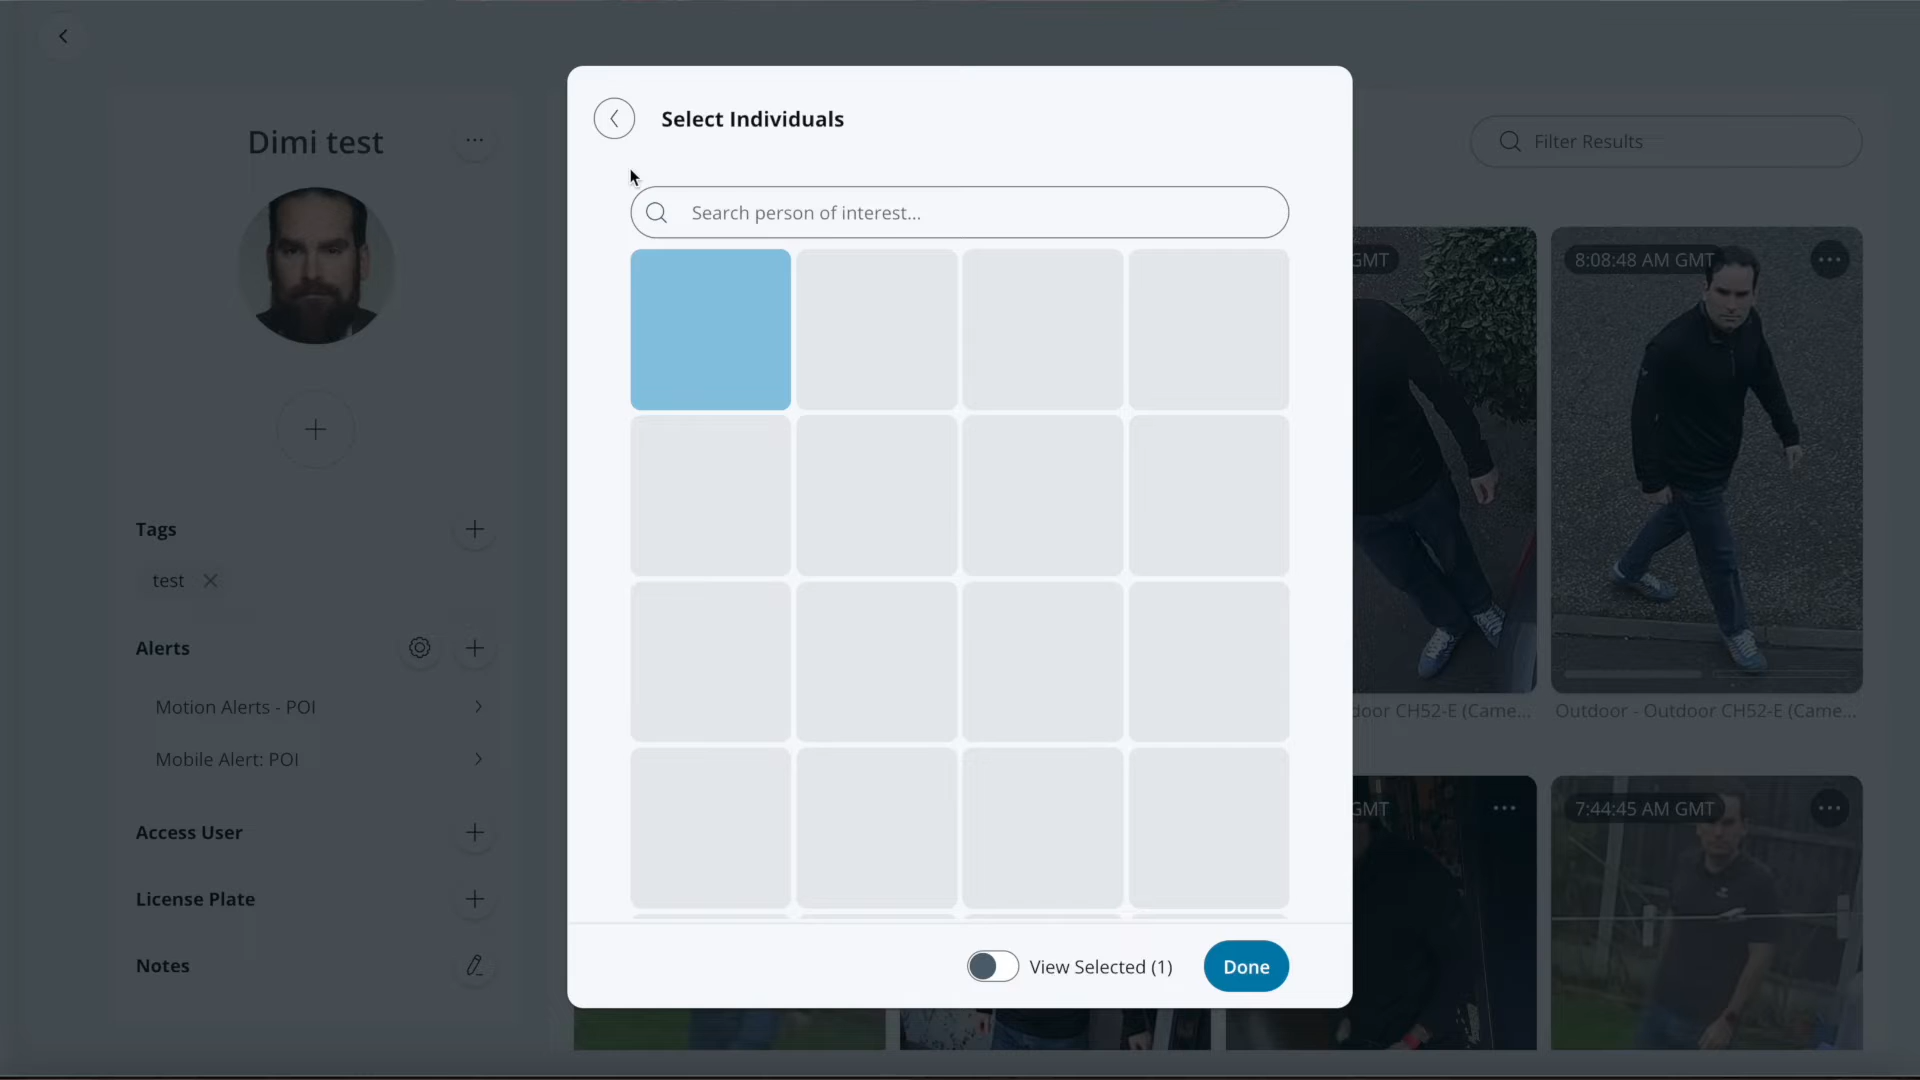 Dimi test
...
Tags
test
Alerts
Motion Alerts - POI
Mobile Alert: POI
Access User
License Plate
Notes
Select Individuals
Search person of interest...
View Selected (1)
Done
Filter Results
GMT
8:08:48 AM GMT
door CH52-E (Came...
Outdoor - Outdoor CH52-E (Came...
GMT
7:44:45 AM GMT